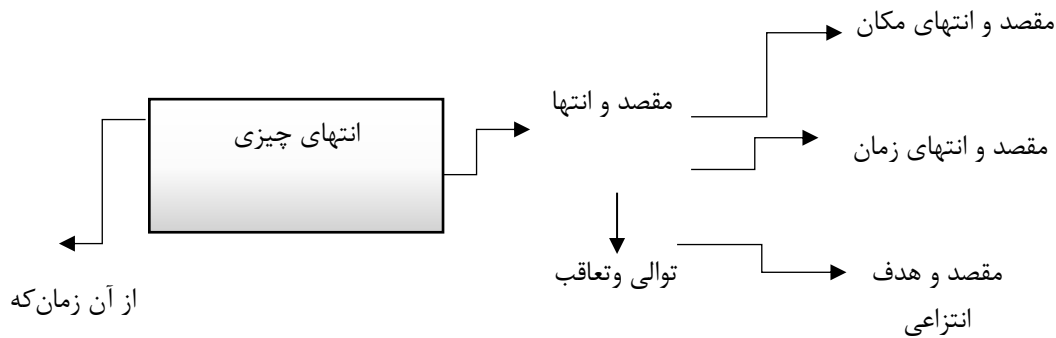 مقصد و انتهای مکان
مقصد و انتها
انتهای چیزی
مقصد و انتهای زمان
توالی وتعاقب
مقصد و هدف
انتزاعی
از آن زمان‌که